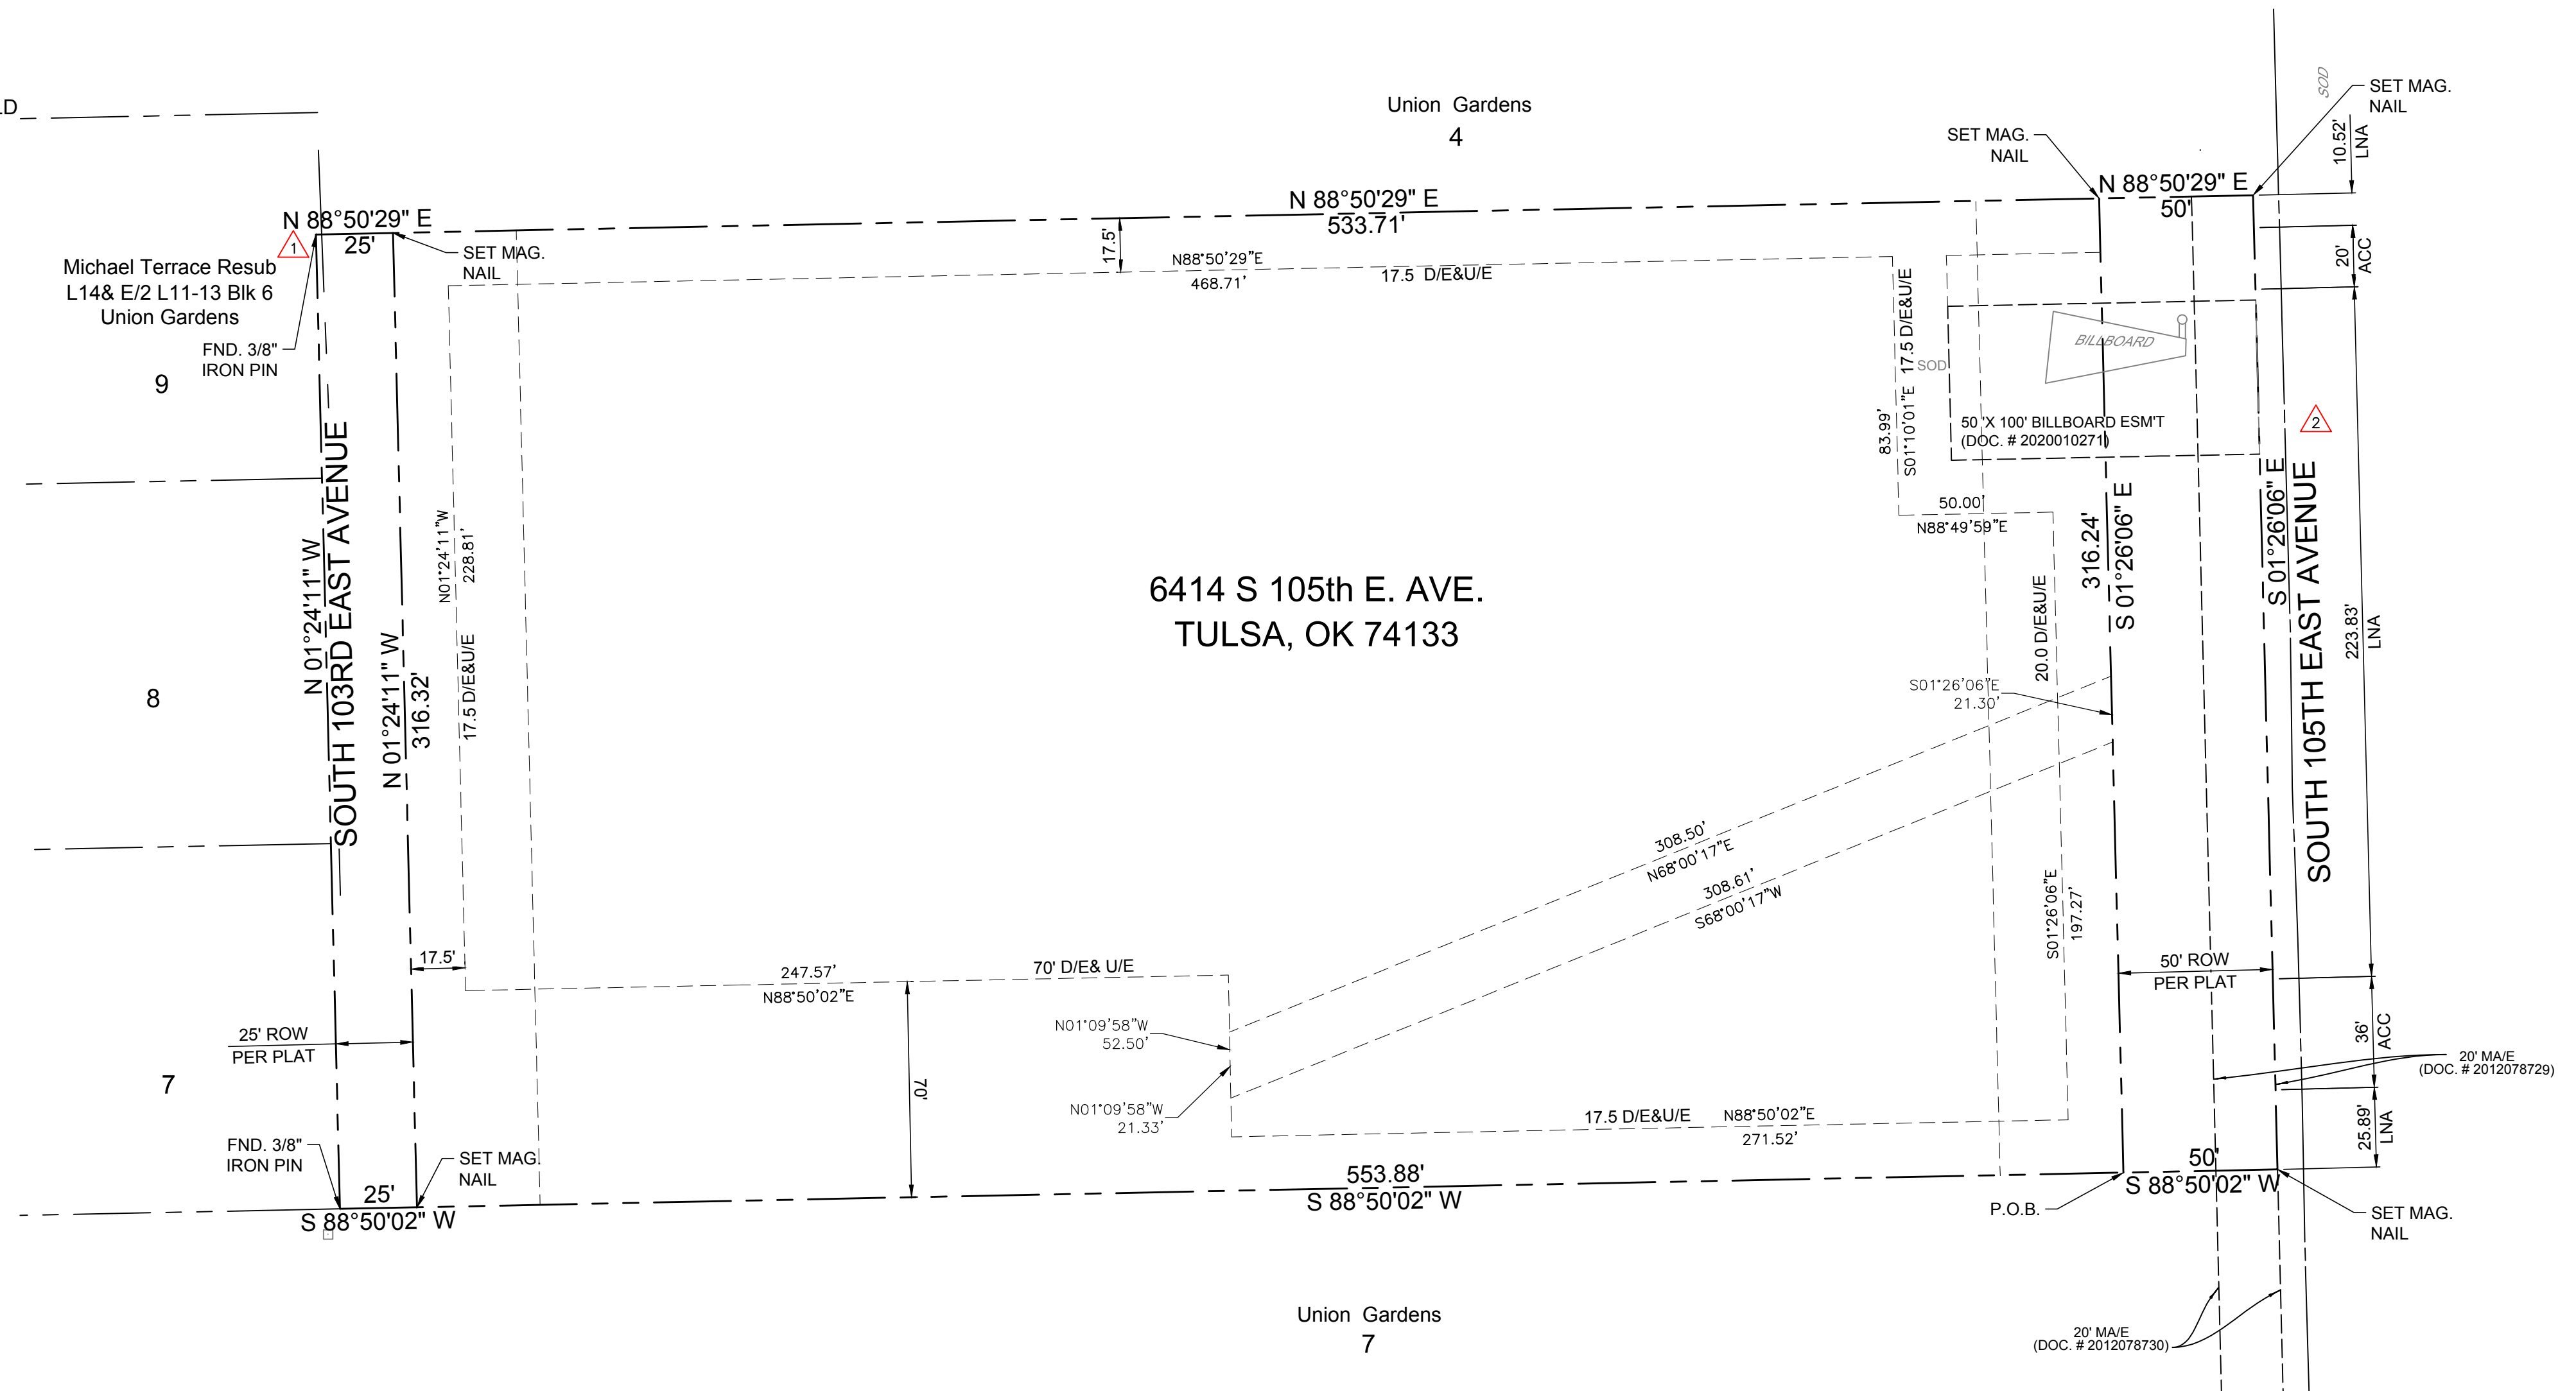 LD
Union Gardens
4
SOD
SET MAG.
NAIL
SET MAG.
NAIL
10.52'
LNA
N 88°50'29" E
50'
N 88°50'29" E
533.71'
N 88°50'29" E
25'
1
SET MAG.
NAIL
Michael Terrace Resub
L14& E/2 L11-13 Blk 6
Union Gardens
FND. 3/8"
IRON PIN
9
17.5'
N88°50'29"E
468.71'
17.5 D/E&U/E
20'
ACC
17.5 D/E&U/E
83.99'
S01°10'01"E
SOD
BILLBOARD
50 'X 100' BILLBOARD ESM'T
(DOC. # 2020010271)
2
50.00'
N88°49'59"E
316.24'
S 01°26'06" E
S 01°26'06" E
SOUTH 105TH EAST AVENUE
223.83'
LNA
N 01°24'11" W
SOUTH 103RD EAST AVENUE
N01°24'11"W
228.81'
N 01°24'11" W
316.32'
17.5 D/E&U/E
6414 S 105th E. AVE.
TULSA, OK 74133
20.0 D/E&U/E
S01°26'06"E
21.30'
8
308.50'
N68°00'17"E
308.61'
S68°00'17"W
S01°26'06"E
197.27'
17.5'
247.57'
N88°50'02"E
70' D/E& U/E
50' ROW
PER PLAT
25' ROW
PER PLAT
N01°09'58"W
52.50'
36'
ACC
20' MA/E
(DOC. # 2012078729)
7
70'
N01°09'58"W
21.33'
17.5 D/E&U/E
N88°50'02"E
271.52'
25.89'
LNA
FND. 3/8"
IRON PIN
SET MAG.
NAIL
25'
S 88°50'02" W
553.88'
S 88°50'02" W
50'
S 88°50'02" W
P.O.B.
SET MAG.
NAIL
Union Gardens
7
20' MA/E
(DOC. # 2012078730)